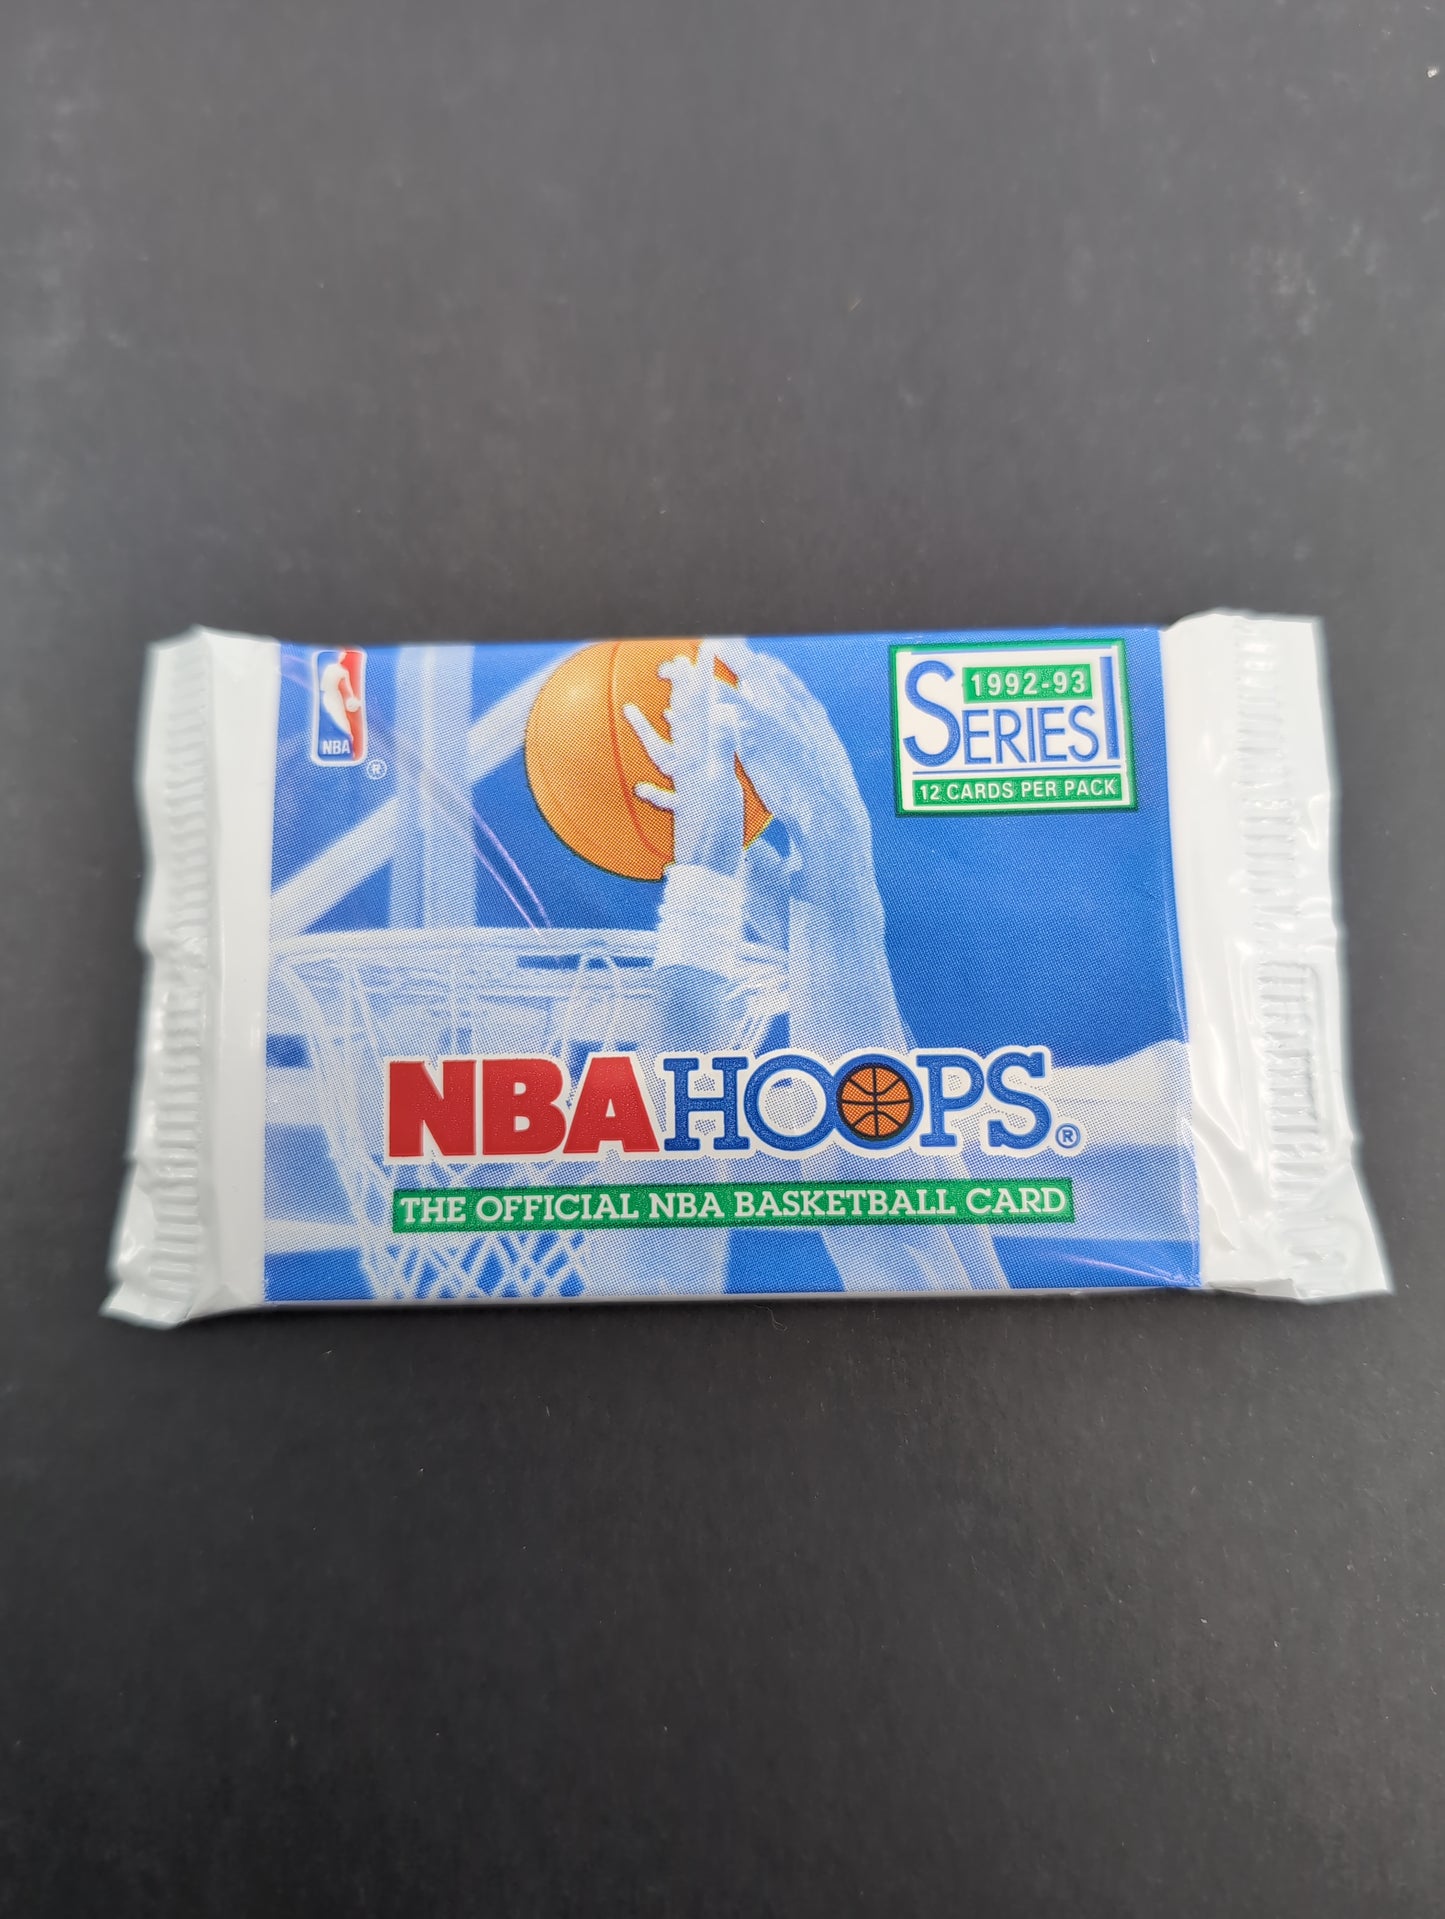 NBA
®
1992-93
SERIES I
12 CARDS PER PACK
NBA HOOPS®
THE OFFICIAL NBA BASKETBALL CARD